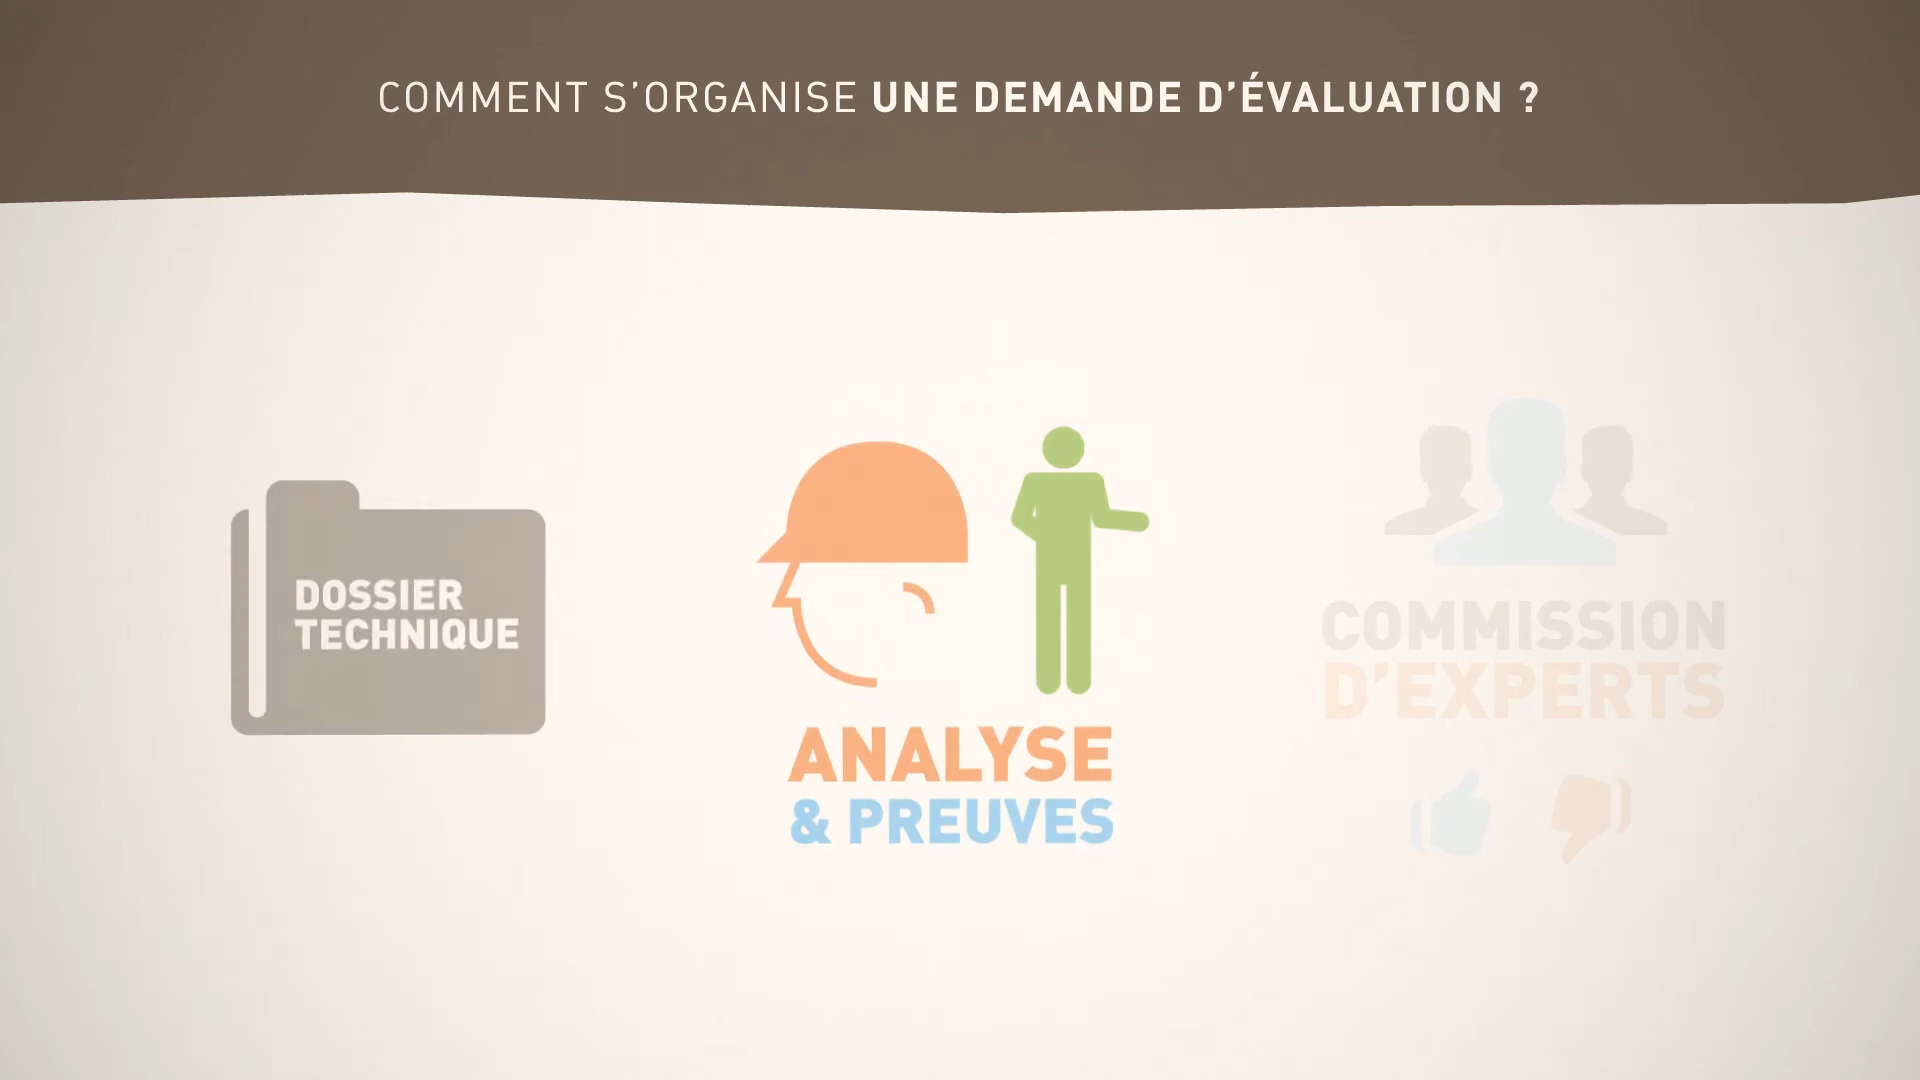 COMMENT S’ORGANISE UNE DEMANDE D’ÉVALUATION ?
DOSSIER
TECHNIQUE
ANALYSE
& PREUVES
COMMISSION
D’EXPERTS